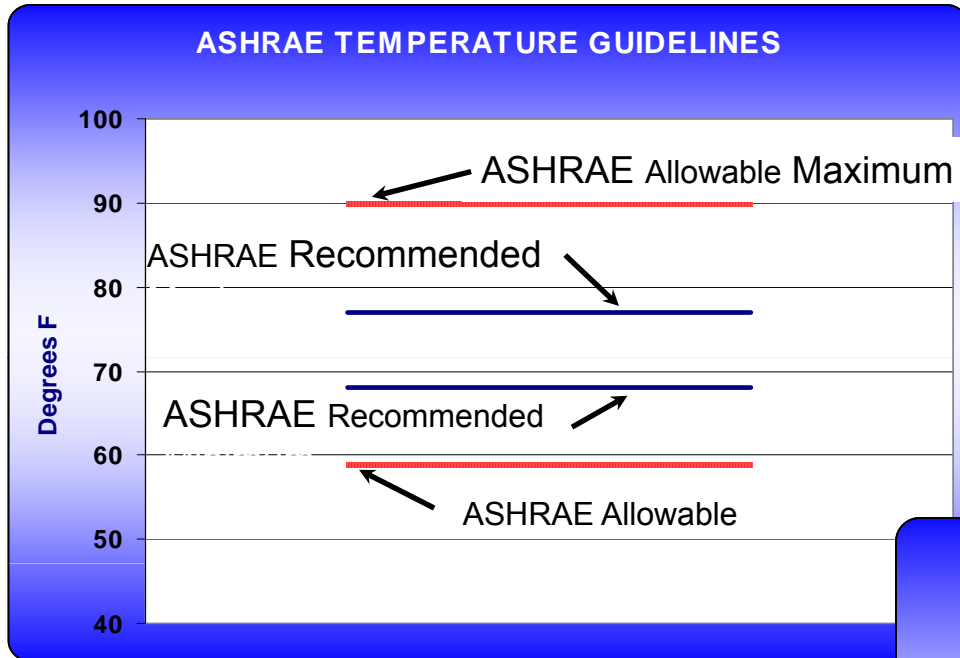 ASHRAE TEMPERATURE GUIDELINES
100
ASHRAE Allowable Maximum
90
ASHRAE Recommended
80
Degrees F
70
ASHRAE Recommended
60
ASHRAE Allowable
50
40